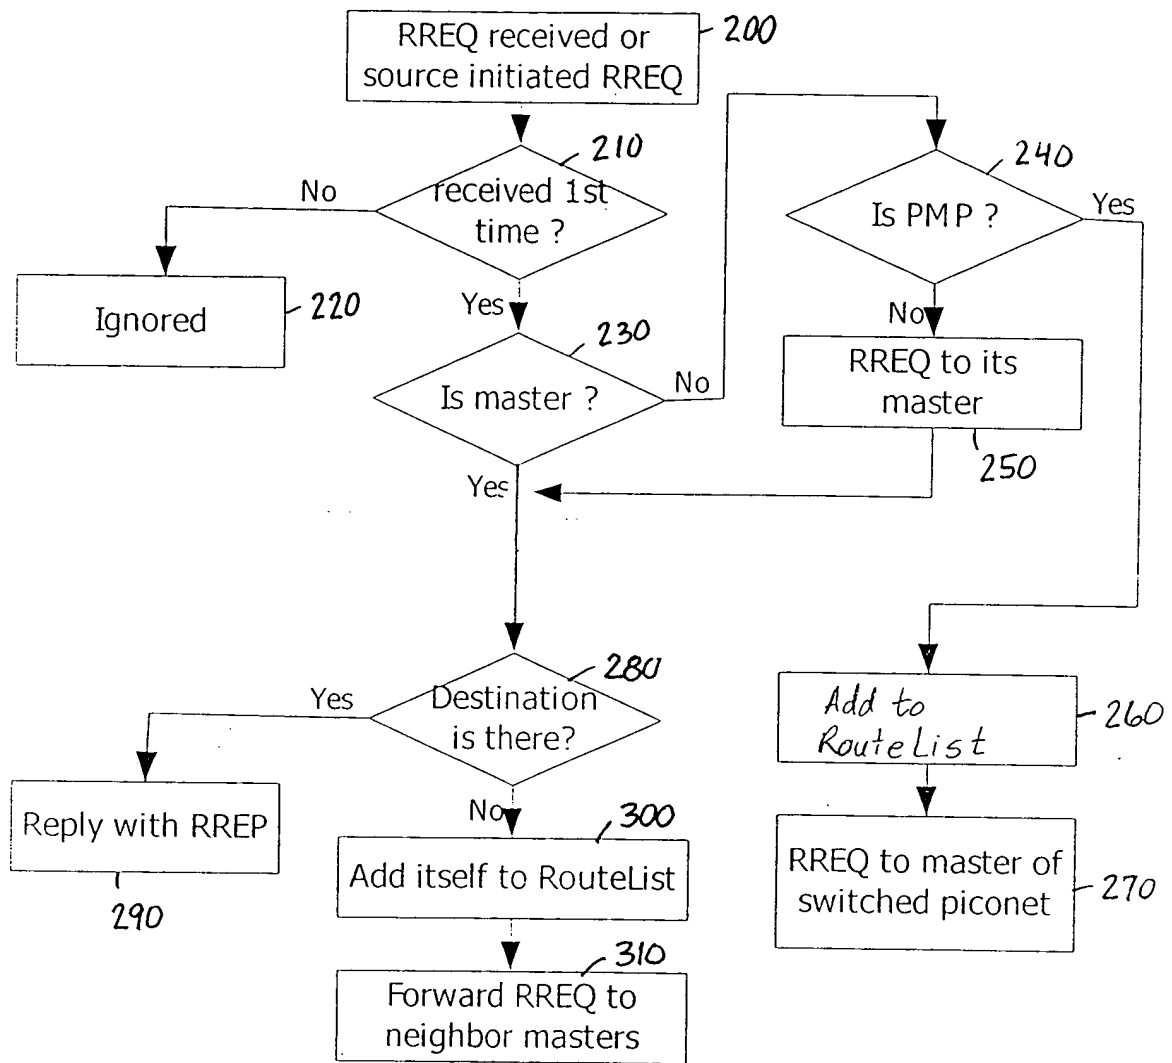 RREQ received or
source initiated RREQ
200
received 1st
time ?
210
No
Yes
Ignored
220
Is master ?
230
No
Yes
Is PMP ?
240
Yes
No
RREQ to its
master
250
Destination
is there?
280
Yes
No
Reply with RREP
290
Add itself to RouteList
300
Forward RREQ to
neighbor masters
310
Add to
RouteList
260
RREQ to master of
switched piconet
270